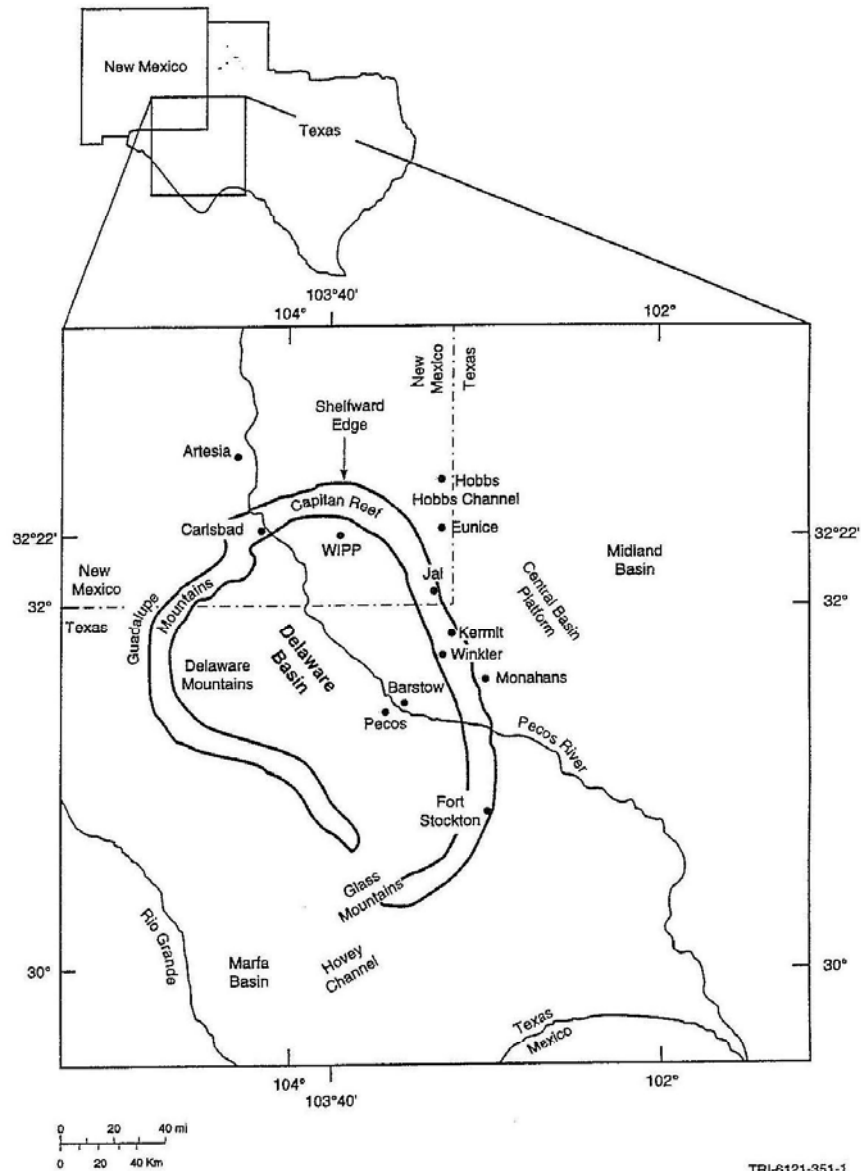 New Mexico
Texas
103°40'
104°
102°
New
Mexico
Texas
Shelfward
Edge
Artesia
Hobbs
Hobbs Channel
Capitan Reef
Carlsbad
WIPP
Eunice
32°22'
32°22'
Midland
Basin
New
Mexico
Jal
32°
32°
Texas
Guadalupe
Mountains
Central Basin
Platform
Kermit
Winkler
Delaware
Basin
Delaware
Mountains
Monahans
Barstow
Pecos
Pecos River
Fort
Stockton
Glass
Mountains
Rio Grande
Marfa
Basin
Hovey
Channel
30°
30°
Texas
Mexico
104°
103°40'
102°
0 20 40 mi
0 20 40 Km
TRI-6121-351-1